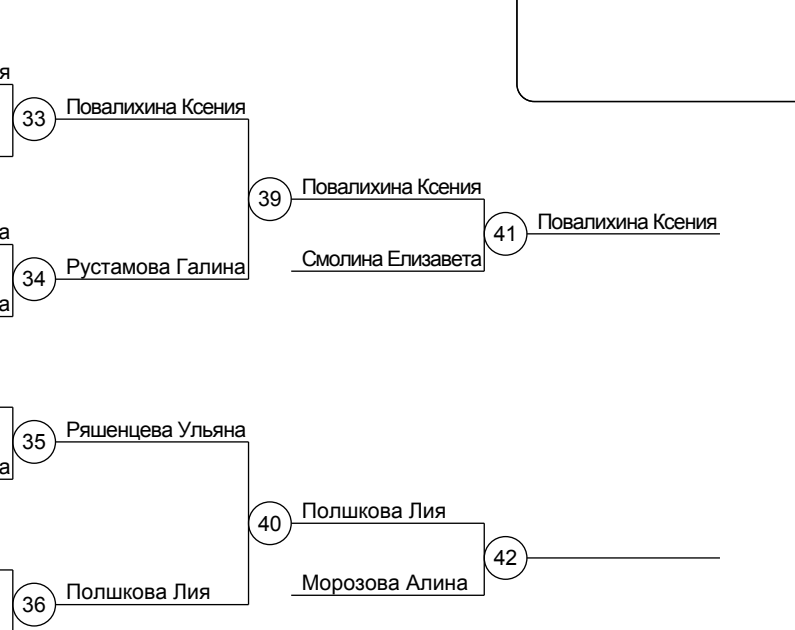 я
33 Повалихина Ксения
39 Повалихина Ксения
41 Повалихина Ксения
а
34 Рустамова Галина
Смолина Елизавета
а
35 Ряшенцева Ульяна
а
40 Полшкова Лия
42
36 Полшкова Лия
Морозова Алина